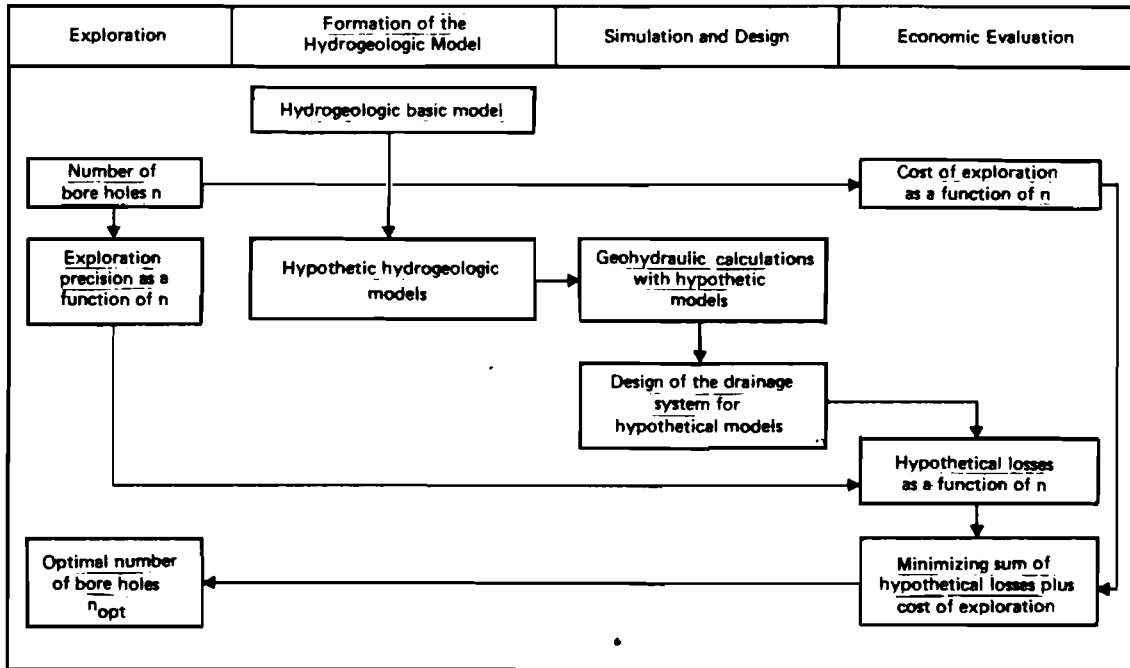 Exploration
Formation of the
Hydrogeologic Model
Simulation and Design
Economic Evaluation
Hydrogeologic basic model
Number of
bore holes n
Cost of exploration
as a function of n
Exploration
precision as a
function of n
Hypothetic hydrogeologic
models
Geohydraulic calculations
with hypothetic
models
Design of the drainage
system for
hypothetical models
Hypothetical losses
as a function of n
Optimal number
of bore holes
nopt
Minimizing sum of
hypothetical losses plus
cost of exploration